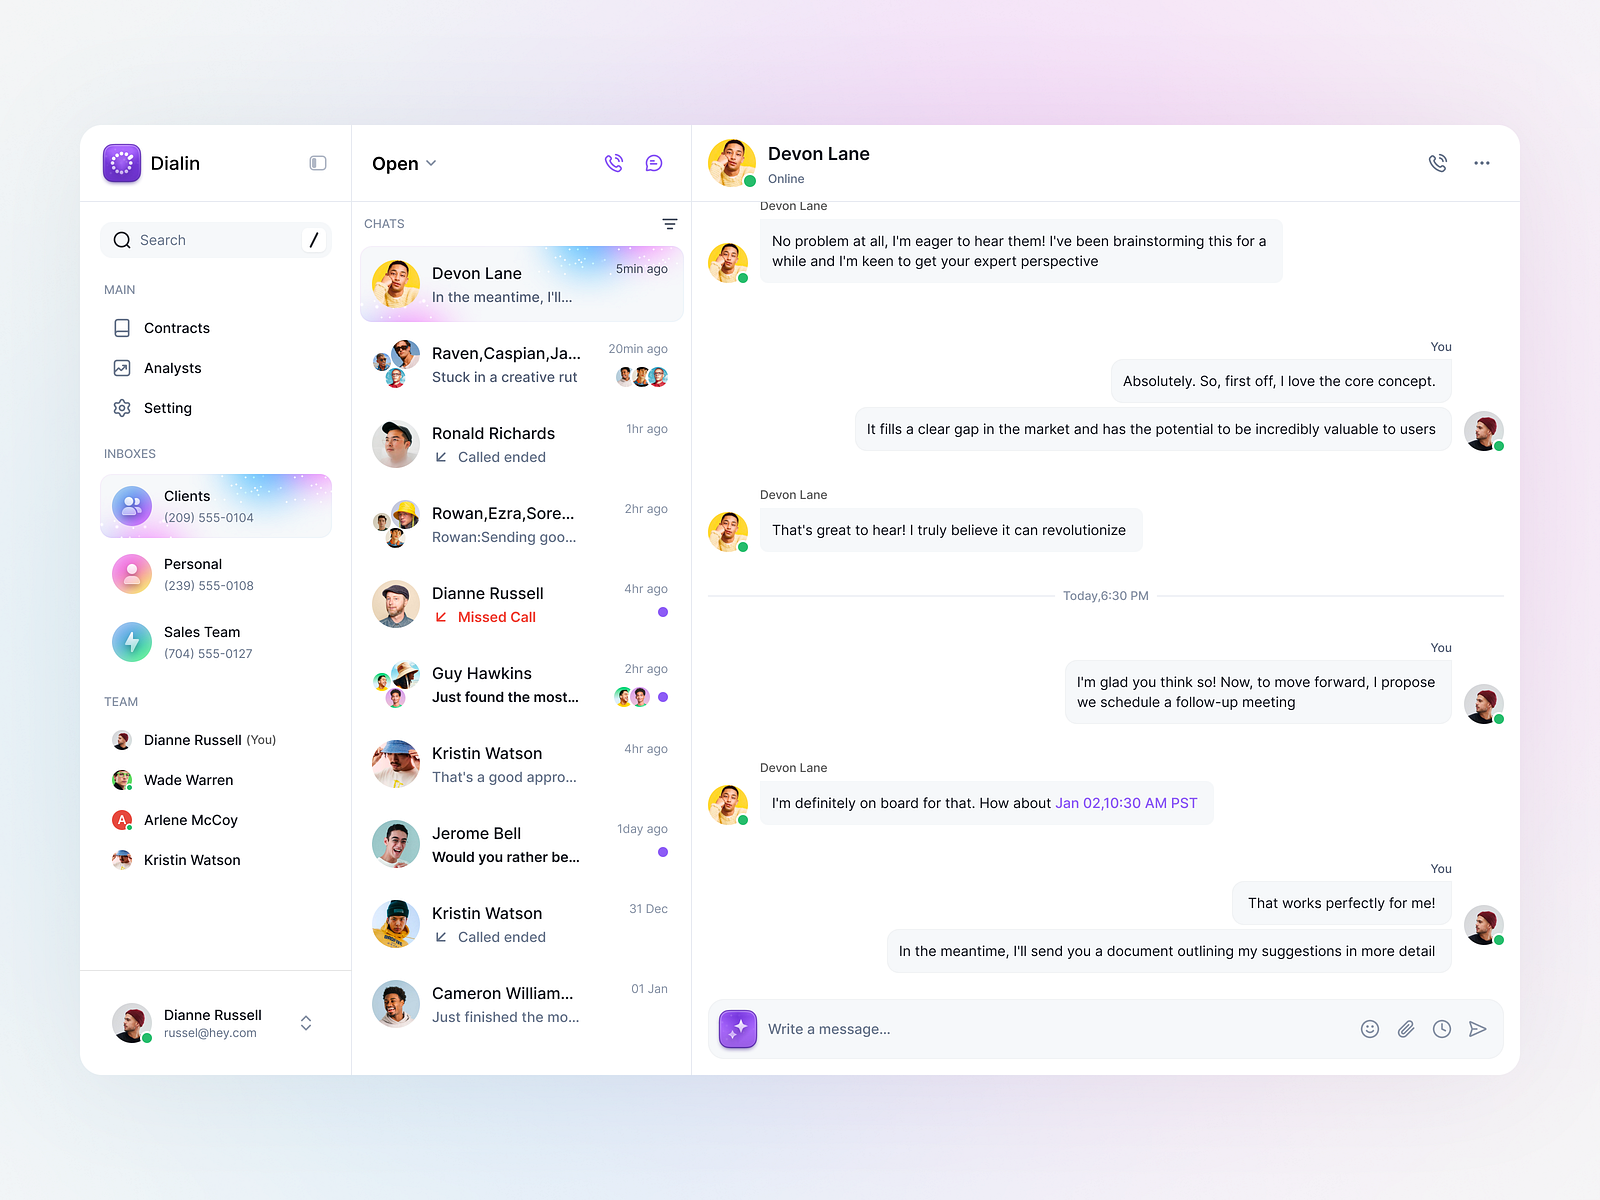 Dialin
Search
/
MAIN
Contracts
Analysts
Setting
INBOXES
Clients
(209) 555-0104
Personal
(239) 555-0108
Sales Team
(704) 555-0127
TEAM
Dianne Russell (You)
Wade Warren
A
Arlene McCoy
Kristin Watson
Dianne Russell
russel@hey.com
Open
CHATS
Devon Lane
5min ago
In the meantime, I'll...
Raven,Caspian,Ja...
20min ago
Stuck in a creative rut
Ronald Richards
1hr ago
Called ended
Rowan,Ezra,Sore...
2hr ago
Rowan:Sending goo...
Dianne Russell
4hr ago
Missed Call
Guy Hawkins
2hr ago
Just found the most...
Kristin Watson
4hr ago
That's a good appro...
Jerome Bell
1day ago
Would you rather be...
Kristin Watson
31 Dec
Called ended
Cameron William...
01 Jan
Just finished the mo...
Devon Lane
Online
Devon Lane
No problem at all, I'm eager to hear them! I've been brainstorming this for a
while and I'm keen to get your expert perspective
You
Absolutely. So, first off, I love the core concept.
It fills a clear gap in the market and has the potential to be incredibly valuable to users
Devon Lane
That's great to hear! I truly believe it can revolutionize
Today,6:30 PM
You
I'm glad you think so! Now, to move forward, I propose
we schedule a follow-up meeting
Devon Lane
I'm definitely on board for that. How about Jan 02,10:30 AM PST
You
That works perfectly for me!
In the meantime, I'll send you a document outlining my suggestions in more detail
Write a message...